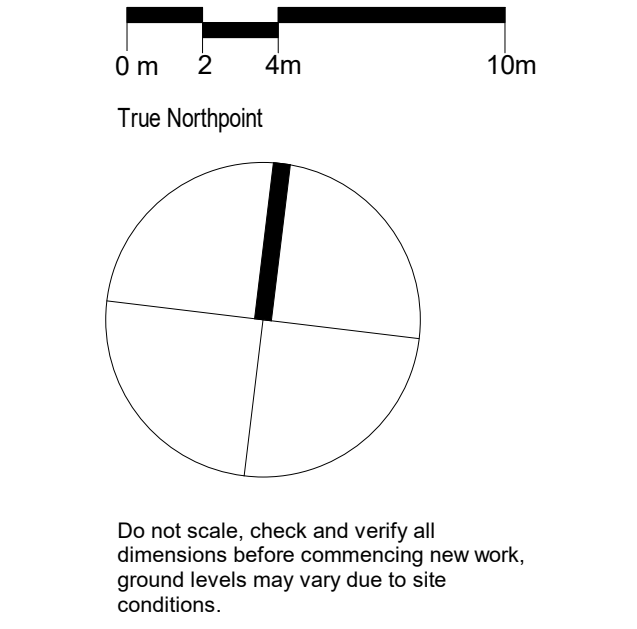 0 m 2 4m 10m
True Northpoint
Do not scale, check and verify all
dimensions before commencing new work,
ground levels may vary due to site
conditions.